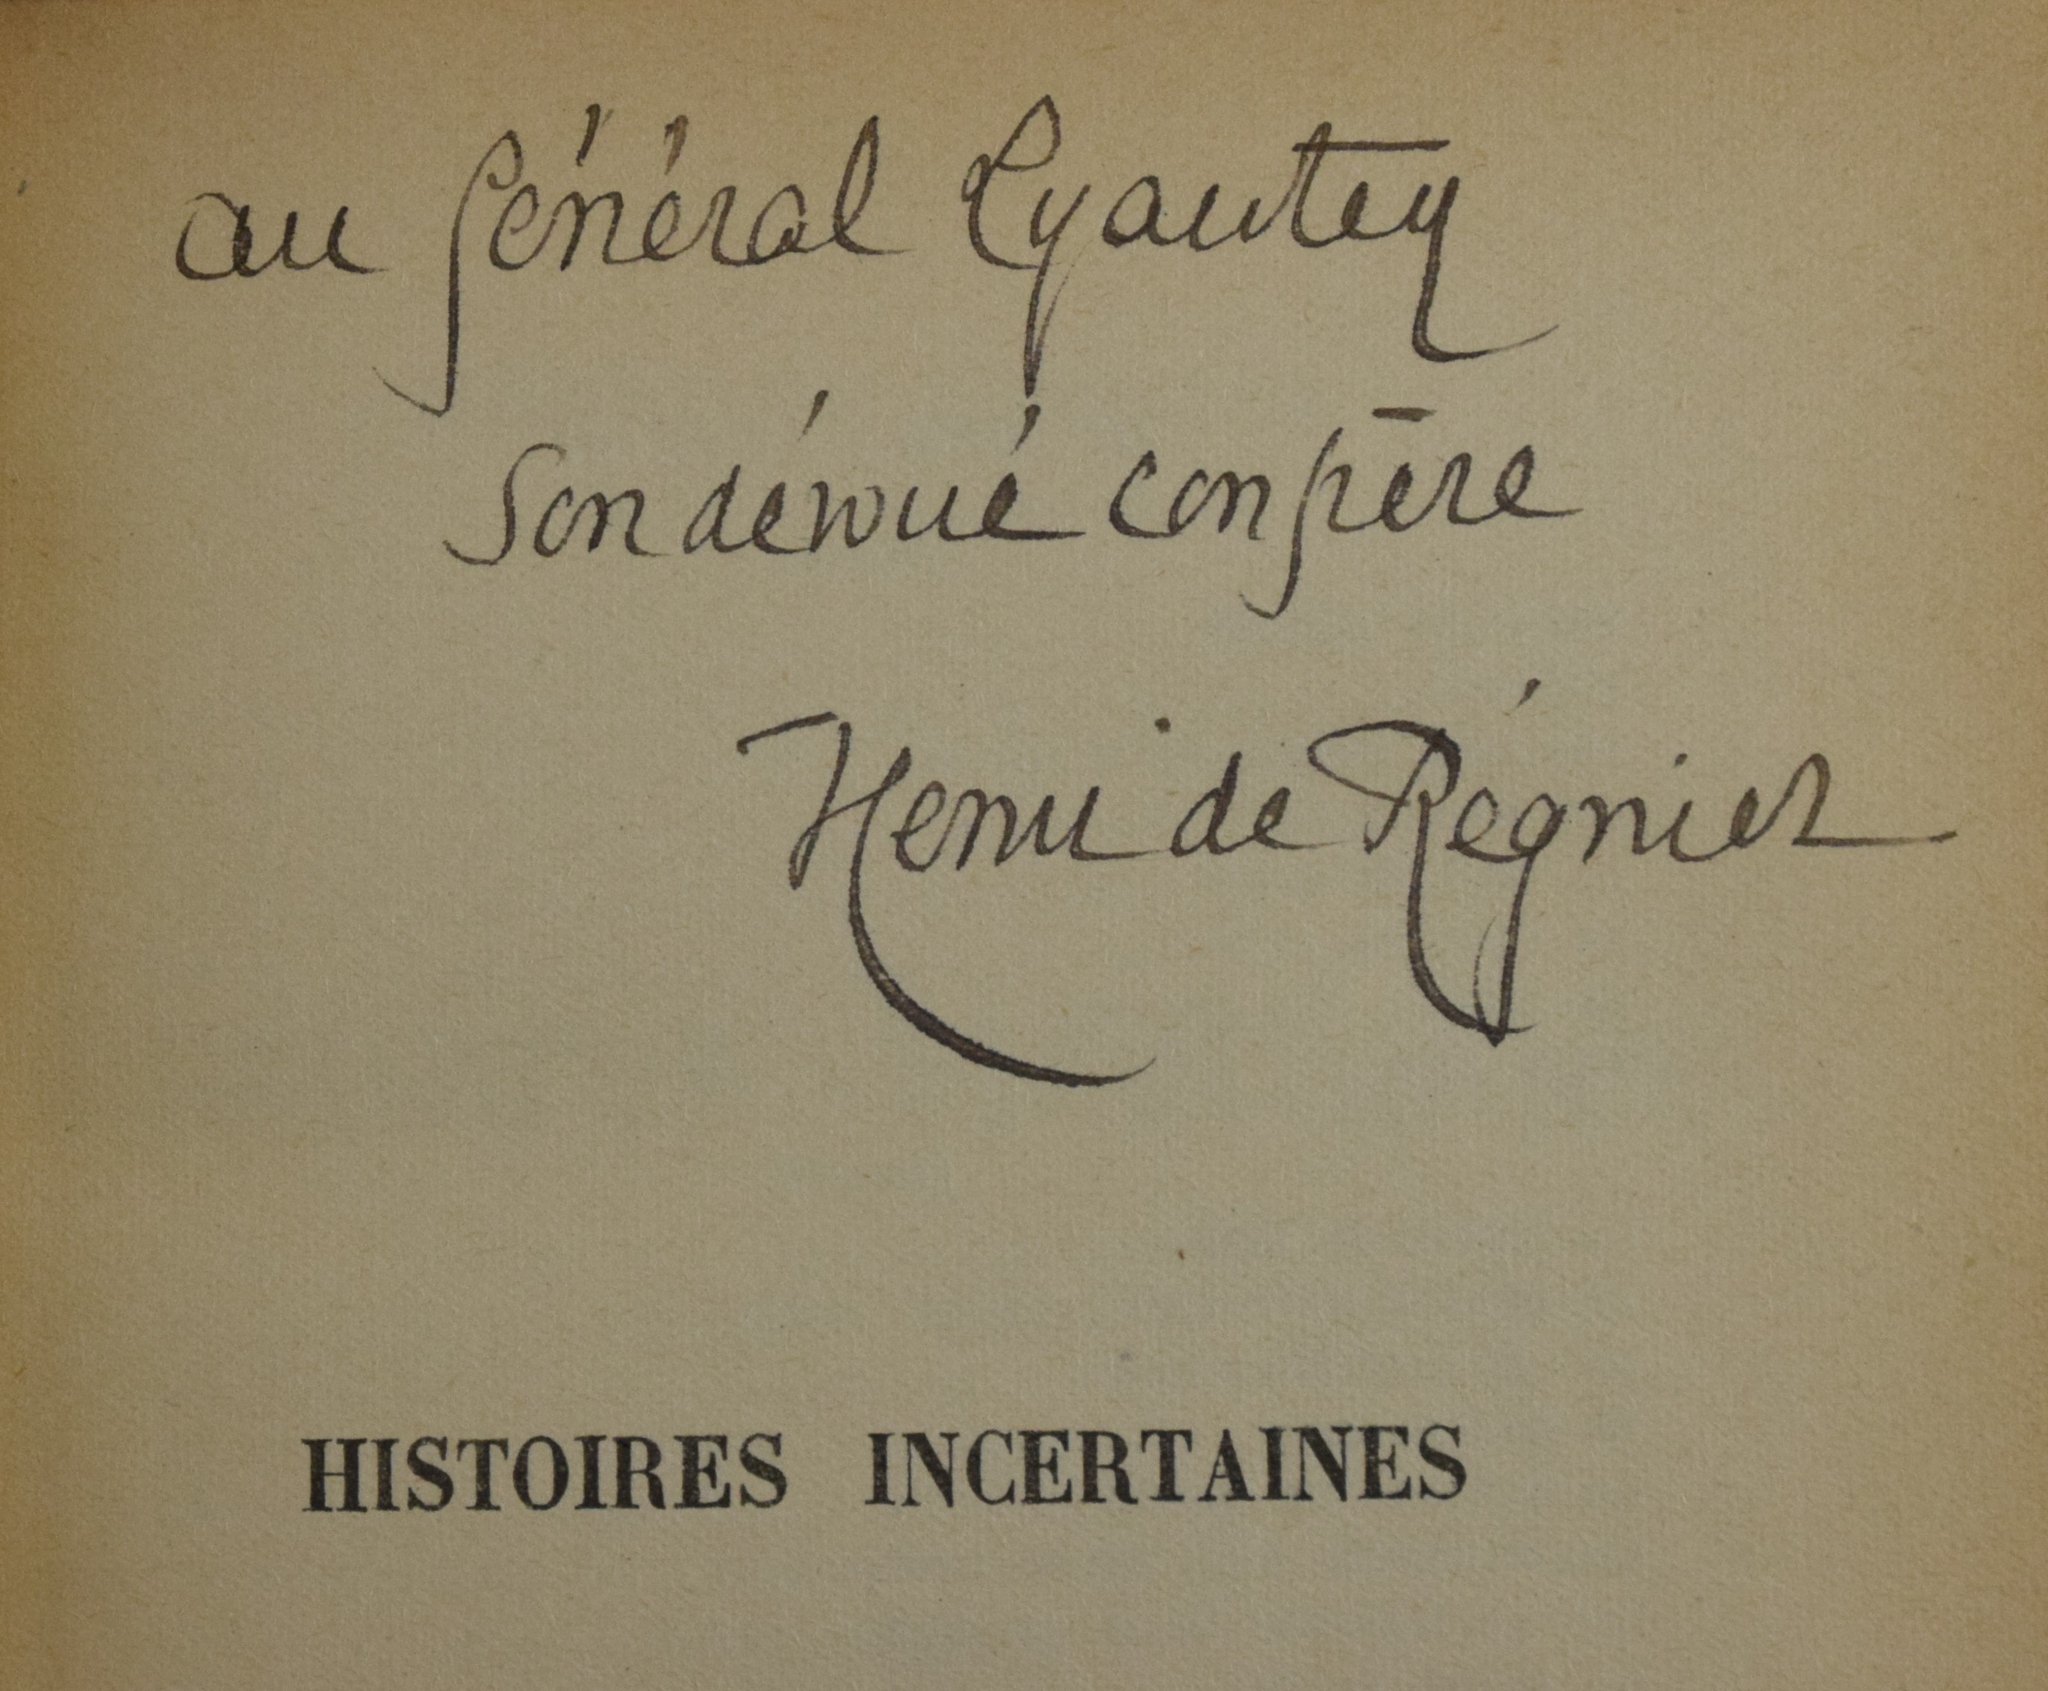 au général Lyautey
son dévoué confrère
Henri de Régnier
HISTOIRES INCERTAINES